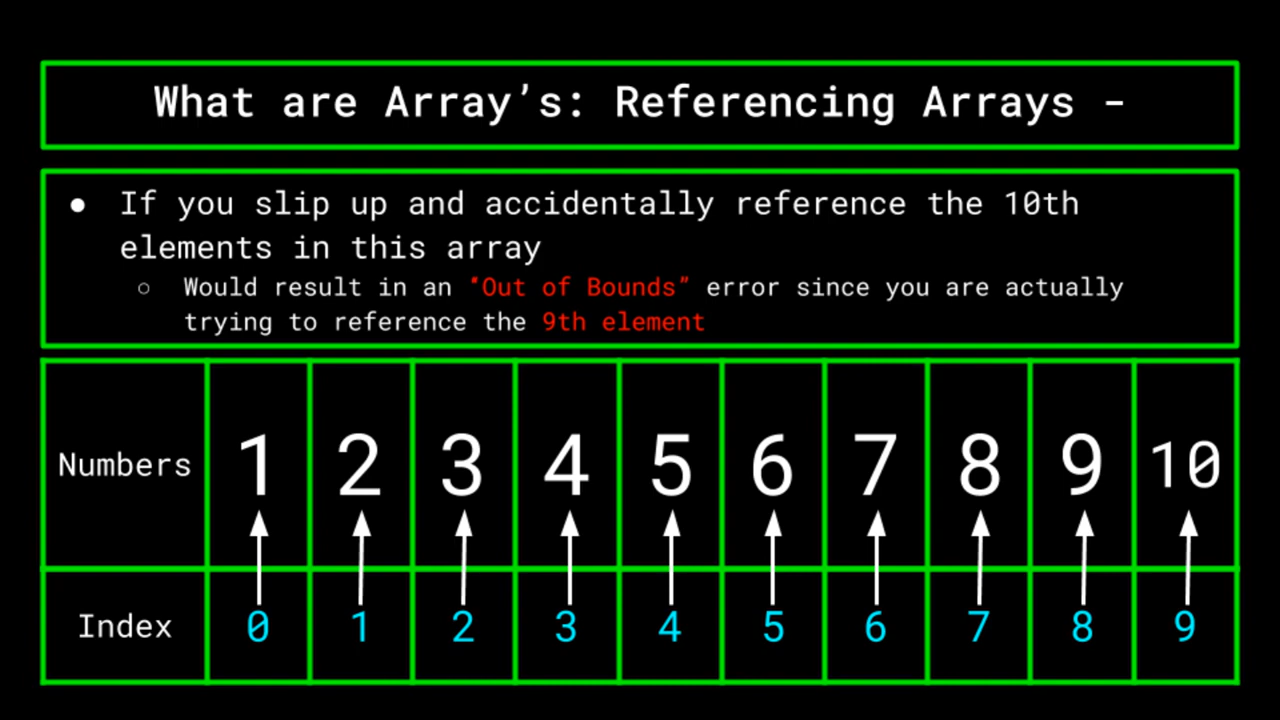 What are Array’s: Referencing Arrays -
● If you slip up and accidentally reference the 10th
elements in this array
○ Would result in an “Out of Bounds” error since you are actually
trying to reference the 9th element
Numbers 1 2 3 4 5 6 7 8 9 10
Index 0 1 2 3 4 5 6 7 8 9